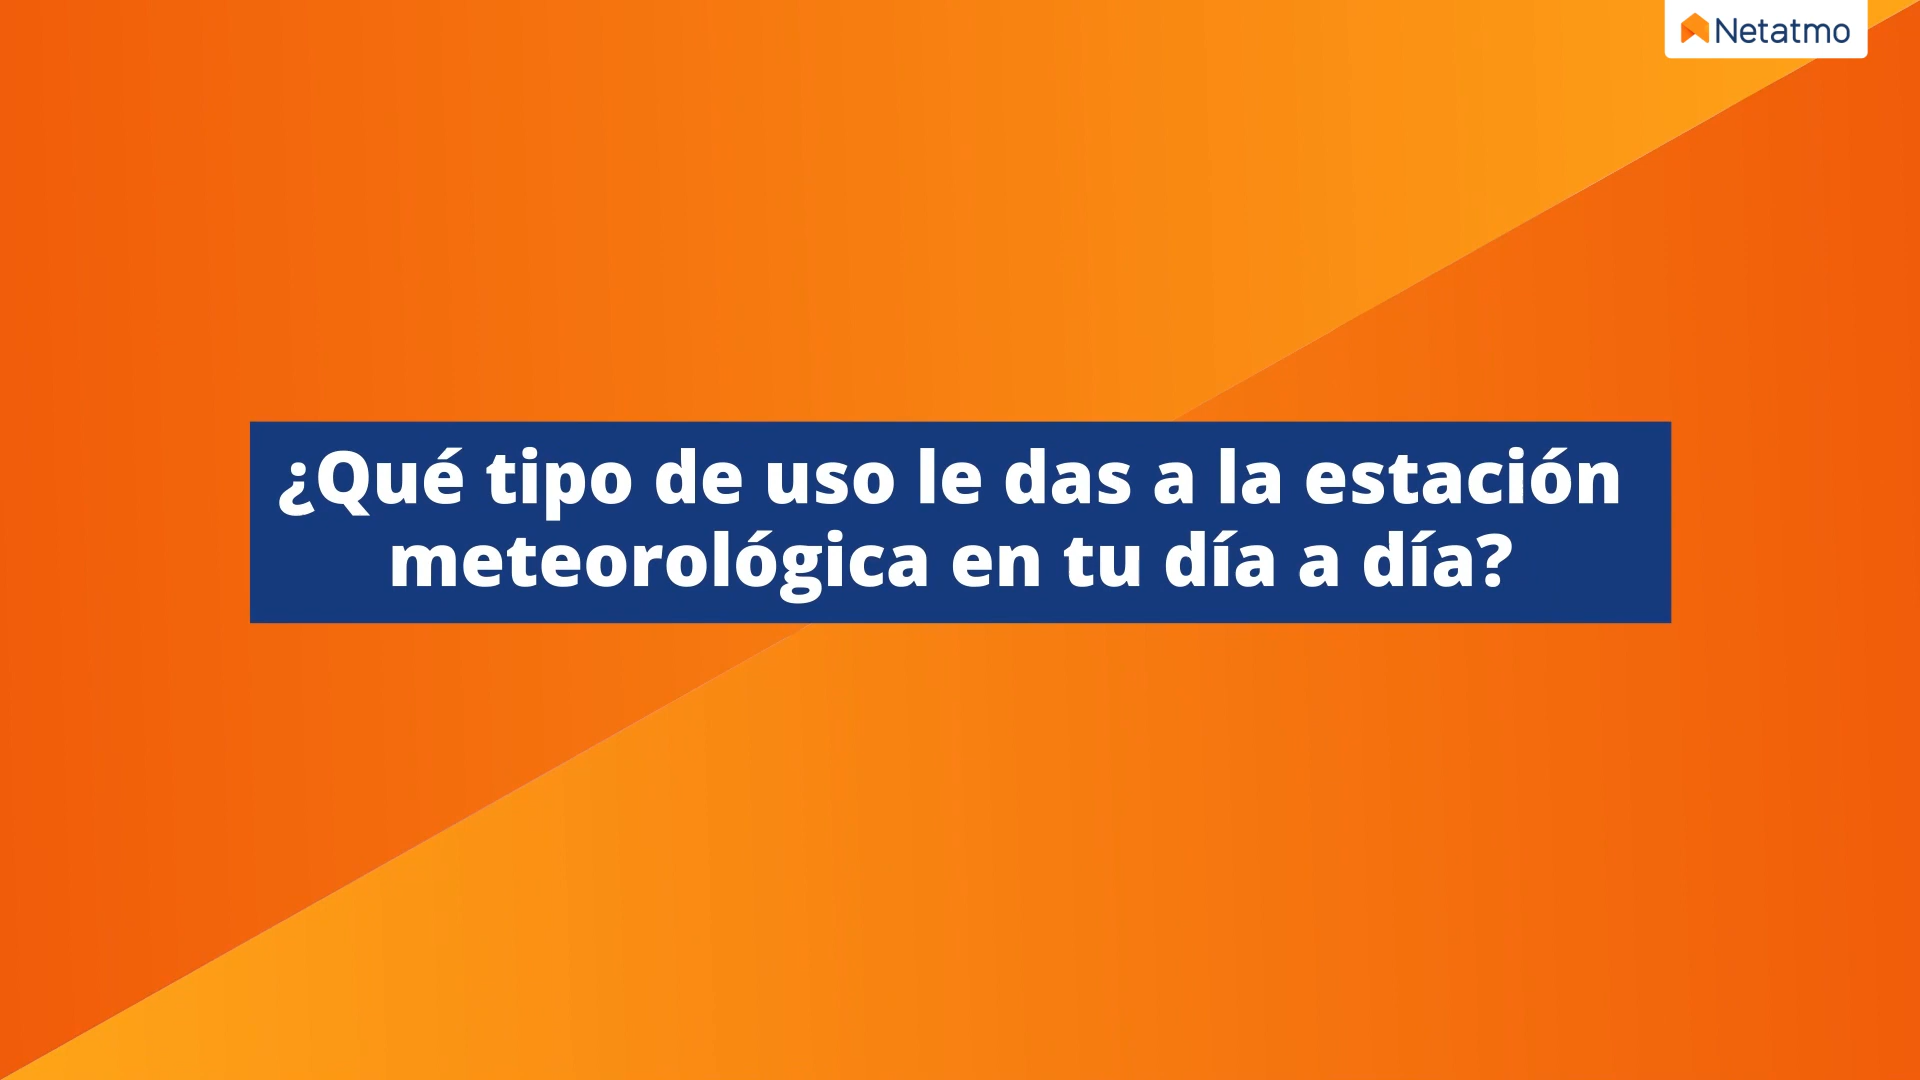 Netatmo
¿Qué tipo de uso le das a la estación
meteorológica en tu día a día?